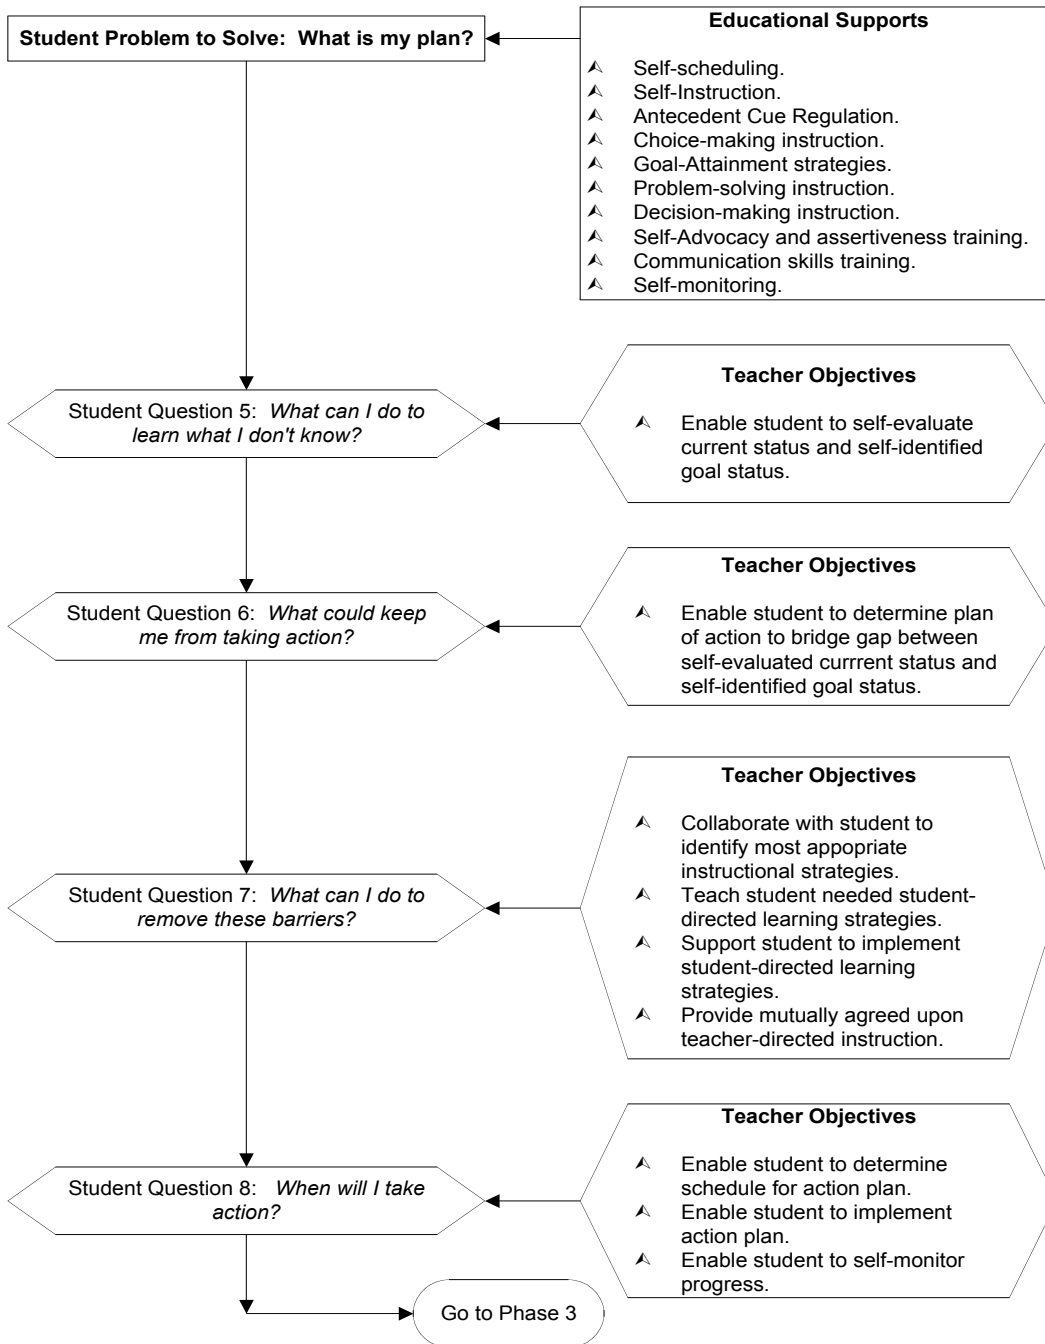 Student Problem to Solve: What is my plan?
Educational Supports
Self-scheduling.
Self-Instruction.
Antecedent Cue Regulation.
Choice-making instruction.
Goal-Attainment strategies.
Problem-solving instruction.
Decision-making instruction.
Self-Advocacy and assertiveness training.
Communication skills training.
Self-monitoring.
Student Question 5: What can I do to
learn what I don't know?
Teacher Objectives
Enable student to self-evaluate
current status and self-identified
goal status.
Student Question 6: What could keep
me from taking action?
Teacher Objectives
Enable student to determine plan
of action to bridge gap between
self-evaluated currrent status and
self-identified goal status.
Student Question 7: What can I do to
remove these barriers?
Teacher Objectives
Collaborate with student to
identify most appopriate
instructional strategies.
Teach student needed student-
directed learning strategies.
Support student to implement
student-directed learning
strategies.
Provide mutually agreed upon
teacher-directed instruction.
Student Question 8: When will I take
action?
Teacher Objectives
Enable student to determine
schedule for action plan.
Enable student to implement
action plan.
Enable student to self-monitor
progress.
Go to Phase 3